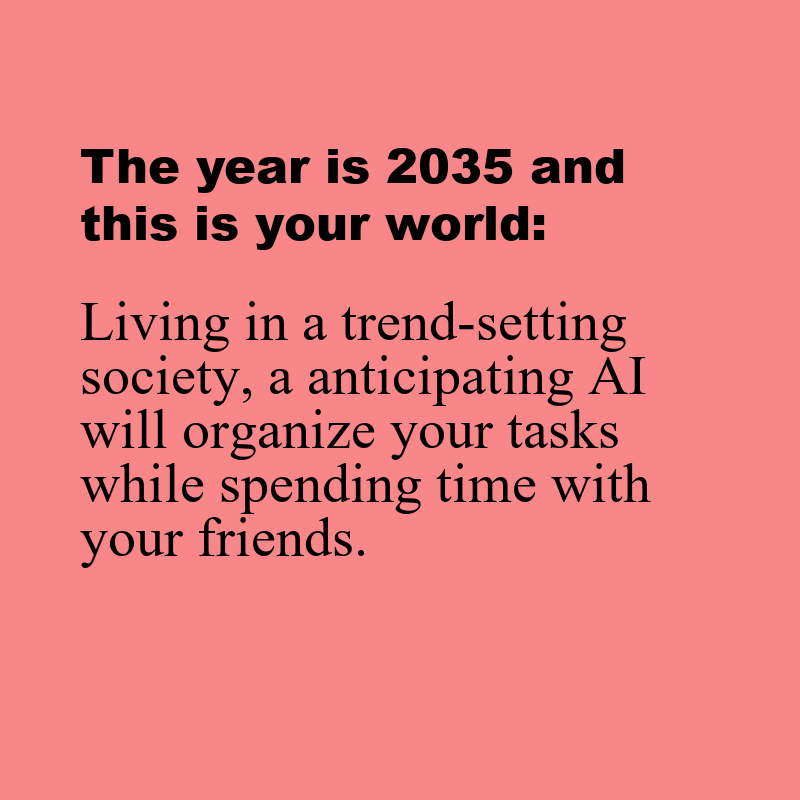 The year is 2035 and
this is your world:
Living in a trend-setting
society, a anticipating AI
will organize your tasks
while spending time with
your friends.